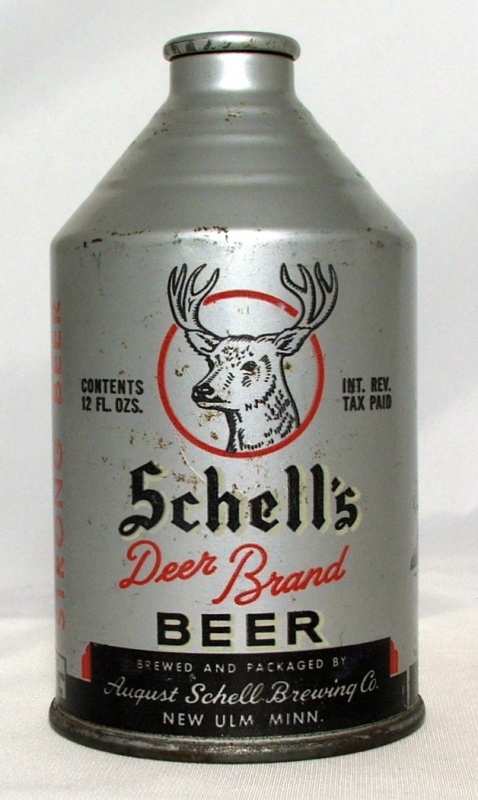 STRONG BEER
CONTENTS
12 FL. OZS.
INT. REV.
TAX PAID
Schell's
Deer Brand
BEER
BREWED AND PACKAGED BY
August Schell Brewing Co.
NEW ULM MINN.